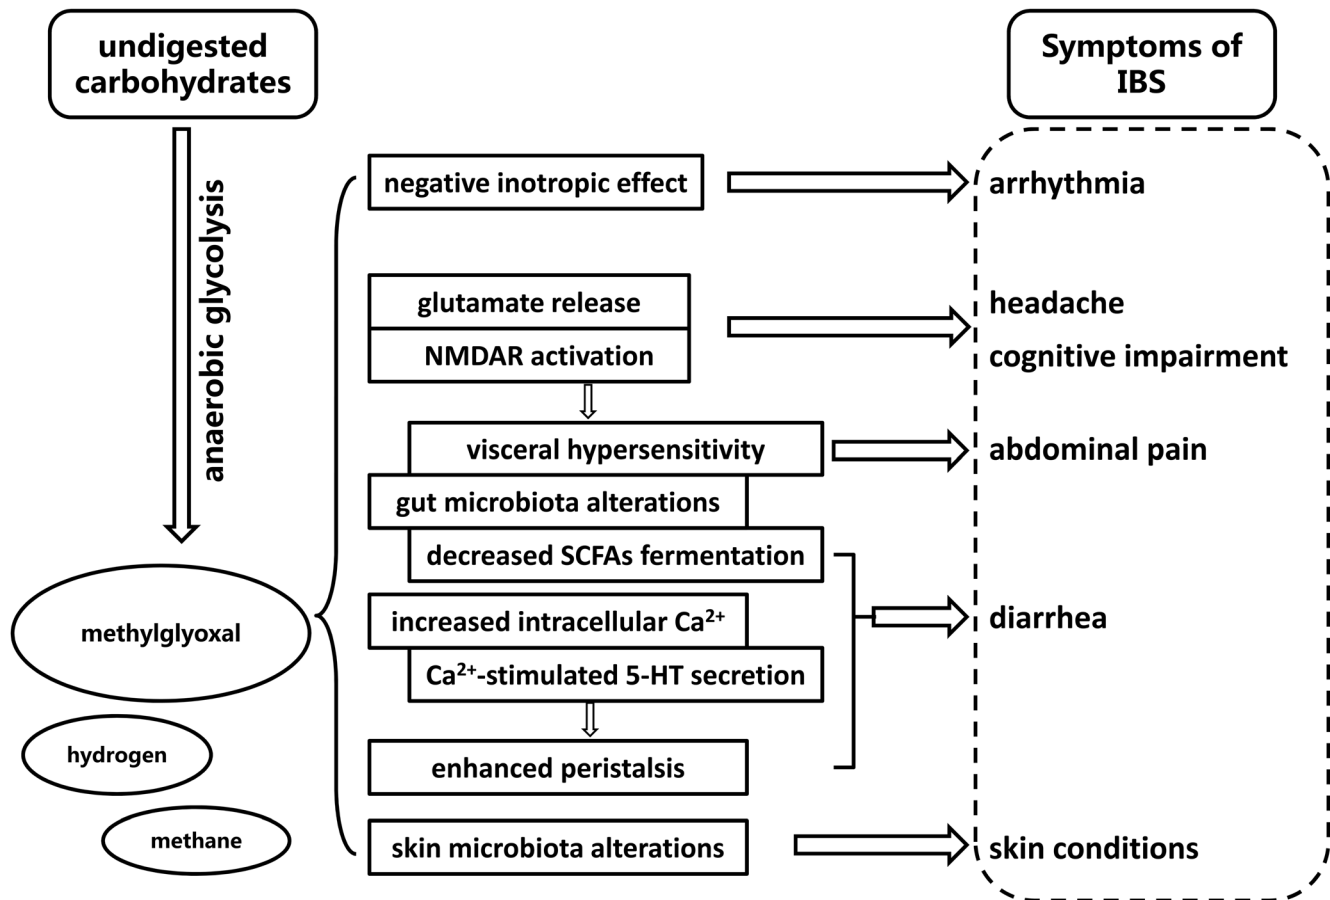 undigested
carbohydrates
anaerobic glycolysis
methylglyoxal
hydrogen
methane
negative inotropic effect
glutamate release
NMDAR activation
visceral hypersensitivity
gut microbiota alterations
decreased SCFAs fermentation
increased intracellular Ca²⁺
Ca²⁺-stimulated 5-HT secretion
enhanced peristalsis
skin microbiota alterations
Symptoms of
IBS
arrhythmia
headache
cognitive impairment
abdominal pain
diarrhea
skin conditions